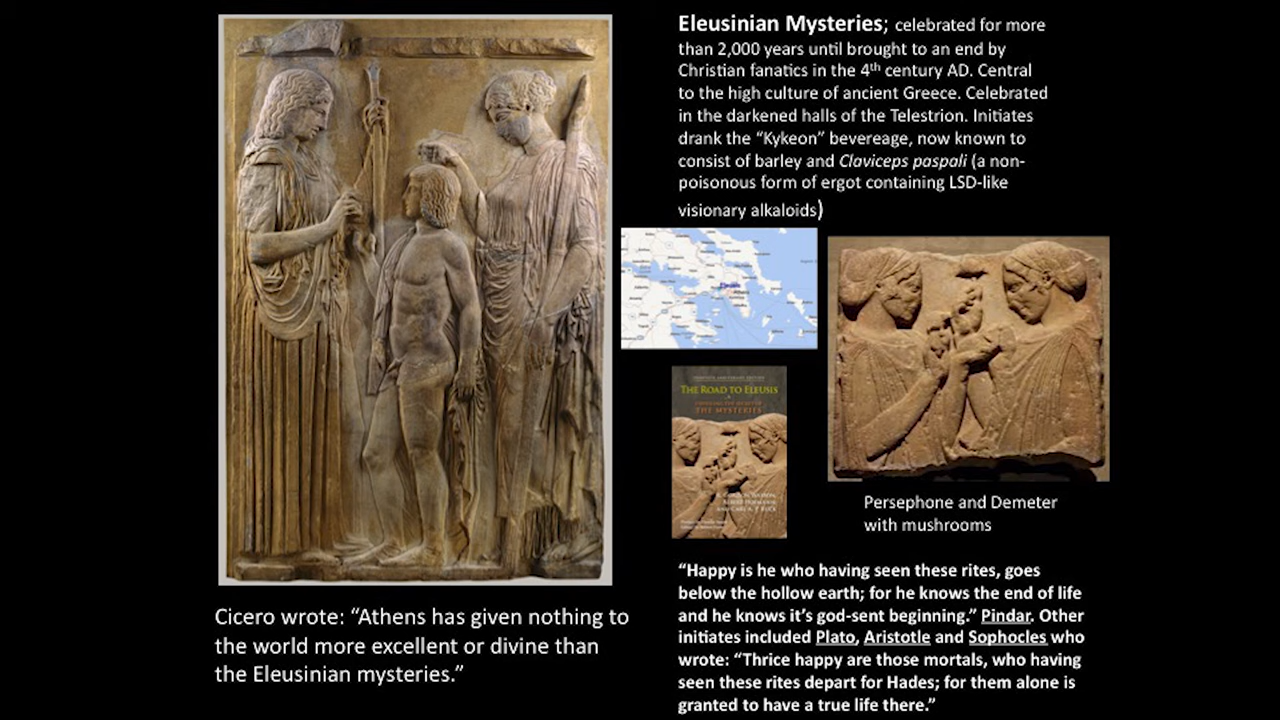 Eleusinian Mysteries; celebrated for more
than 2,000 years until brought to an end by
Christian fanatics in the 4th century AD. Central
to the high culture of ancient Greece. Celebrated
in the darkened halls of the Telestrion. Initiates
drank the “Kykeon” bevereage, now known to
consist of barley and Claviceps paspali (a non-
poisonous form of ergot containing LSD-like
visionary alkaloids)
Eleusis
THE ROAD TO ELEUSIS
THE MYSTERIES
Persephone and Demeter
with mushrooms
Cicero wrote: “Athens has given nothing to
the world more excellent or divine than
the Eleusinian mysteries.”
“Happy is he who having seen these rites, goes
below the hollow earth; for he knows the end of life
and he knows it’s god-sent beginning.” Pindar. Other
initiates included Plato, Aristotle and Sophocles who
wrote: “Thrice happy are those mortals, who having
seen these rites depart for Hades; for them alone is
granted to have a true life there.”